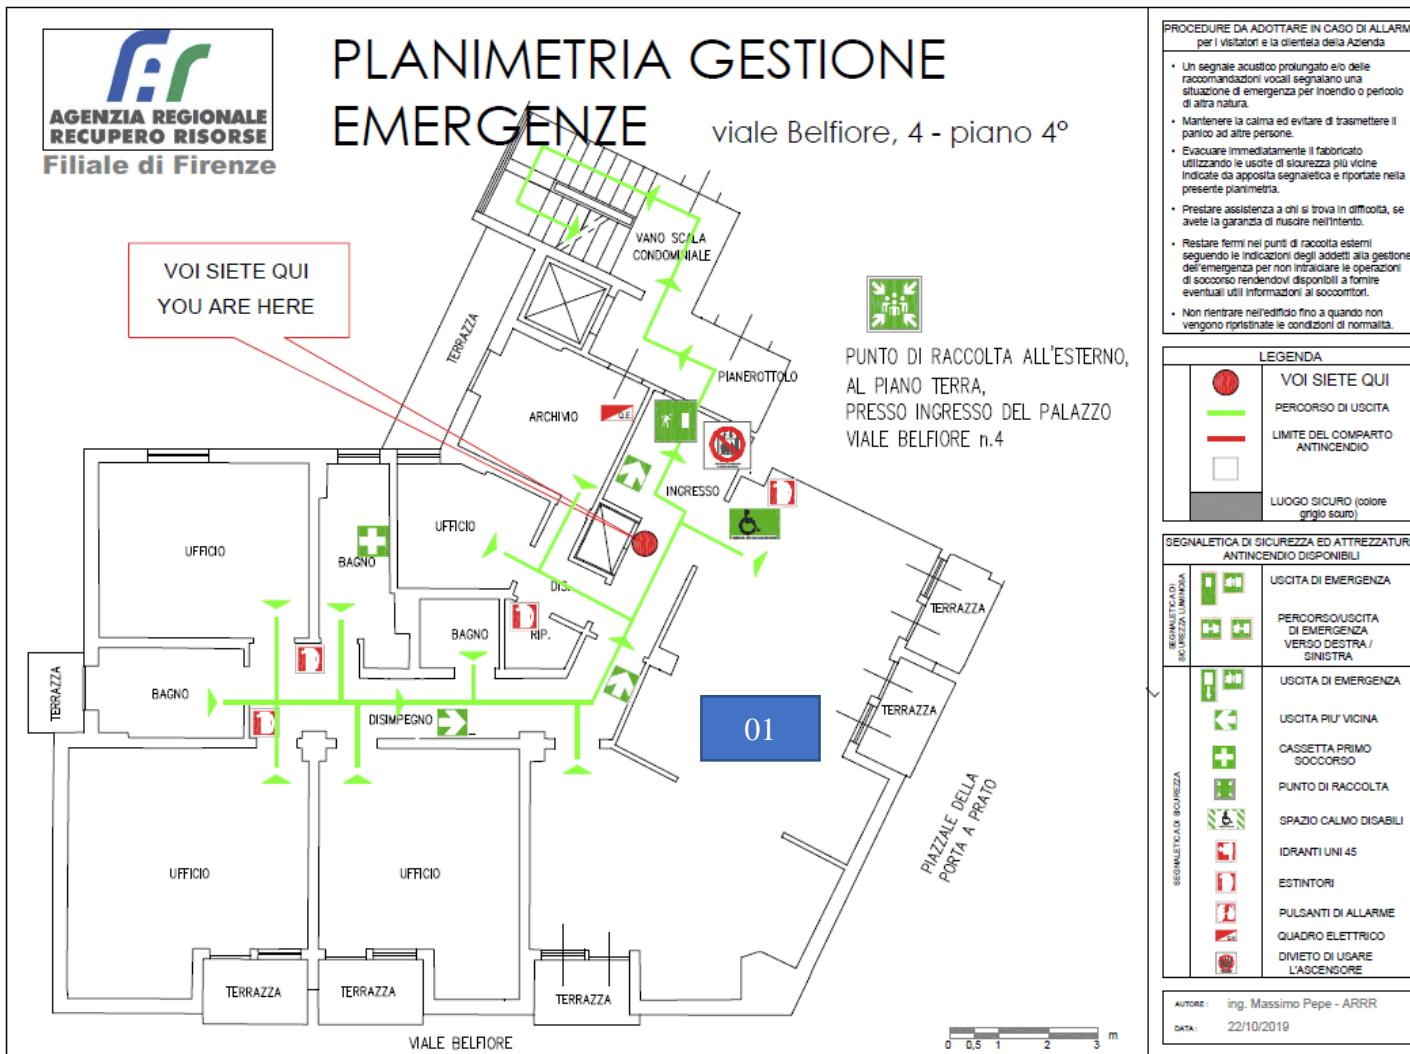 AGENZIA REGIONALE
RECUPERO RISORSE
Filiale di Firenze
PLANIMETRIA GESTIONE
EMERGENZE
viale Belfiore, 4 - piano 4°
VOI SIETE QUI
YOU ARE HERE
VANO SCALA
CONDOMINIALE
TERRAZZA
PIANEROTTOLO
ARCHIVIO
Q.E.
INGRESSO
UFFICIO
UFFICIO
BAGNO
DIS.
RIP.
BAGNO
BAGNO
TERRAZZA
DISIMPEGNO
UFFICIO
UFFICIO
01
TERRAZZA
TERRAZZA
TERRAZZA
TERRAZZA
TERRAZZA
PIAZZALE DELLA
PORTA A PRATO
VIALE BELFIORE
PUNTO DI RACCOLTA ALL'ESTERNO,
AL PIANO TERRA,
PRESSO INGRESSO DEL PALAZZO
VIALE BELFIORE n.4
0 0,5 1 2 3 m
PROCEDURE DA ADOTTARE IN CASO DI ALLARM
per i visitatori e la clientela della Azienda
• Un segnale acustico prolungato e/o delle
raccomandazioni vocali segnalano una
situazione di emergenza per incendio o pericolo
di altra natura.
• Mantenere la calma ed evitare di trasmettere il
panico ad altre persone.
• Evacuare immediatamente il fabbricato
utilizzando le uscite di sicurezza più vicine
indicate da apposita segnaletica e riportate nella
presente planimetria.
• Prestare assistenza a chi si trova in difficoltà, se
avete la garanzia di riuscire nell'intento.
• Restare fermi nei punti di raccolta esterni
seguendo le indicazioni degli addetti alla gestione
dell'emergenza per non intralciare le operazioni
di soccorso rendendovi disponibili a fornire
eventuali utili informazioni ai soccorritori.
• Non rientrare nell'edificio fino a quando non
vengono ripristinate le condizioni di normalità.
LEGENDA
VOI SIETE QUI
PERCORSO DI USCITA
LIMITE DEL COMPARTO
ANTINCENDIO
LUOGO SICURO (colore
grigio scuro)
SEGNALETICA DI SICUREZZA ED ATTREZZATUR
ANTINCENDIO DISPONIBILI
SEGNALETICA DI
SICUREZZA LUMINOSA
USCITA DI EMERGENZA
PERCORSO/USCITA
DI EMERGENZA
VERSO DESTRA /
SINISTRA
SEGNALETICA DI SICUREZZA
USCITA DI EMERGENZA
USCITA PIU' VICINA
CASSETTA PRIMO
SOCCORSO
PUNTO DI RACCOLTA
SPAZIO CALMO DISABILI
IDRANTI UNI 45
ESTINTORI
PULSANTI DI ALLARME
QUADRO ELETTRICO
DIVIETO DI USARE
L'ASCENSORE
AUTORE: ing. Massimo Pepe - ARRR
DATA: 22/10/2019